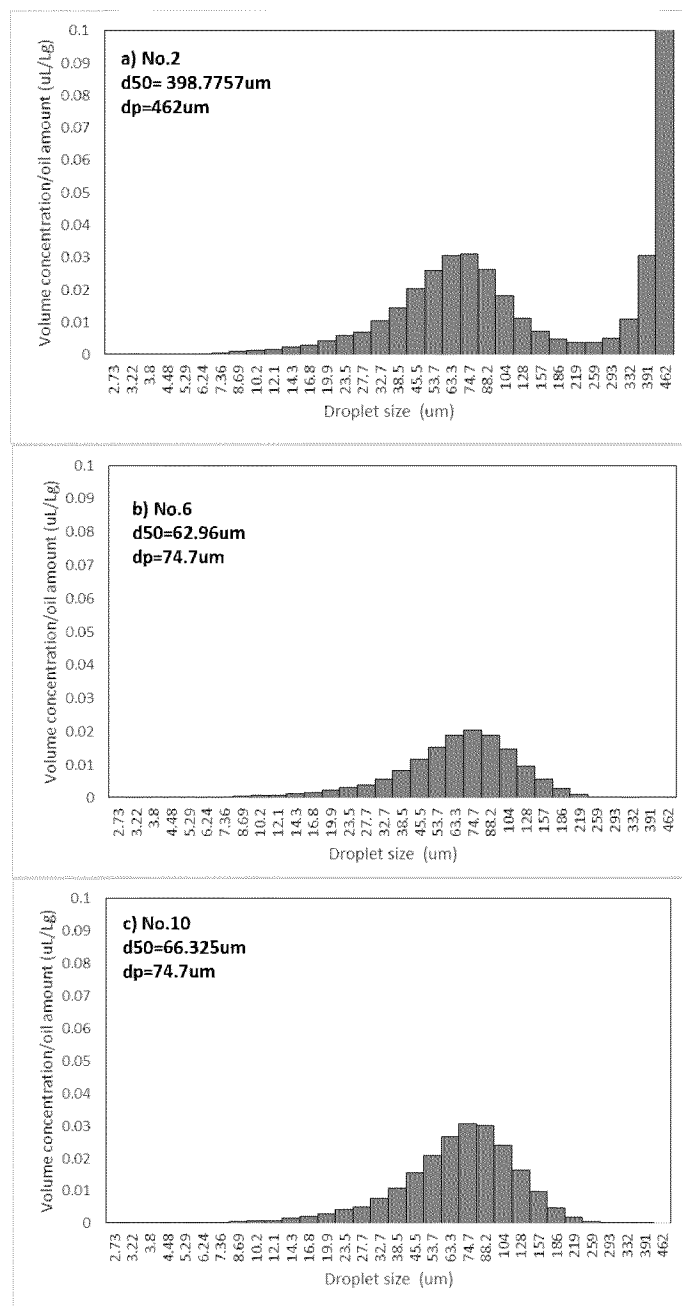 a) No.2
d50= 398.7757um
dp=462um
Volume concentration/oil amount (uL/Lg)
0.1
0.09
0.08
0.07
0.06
0.05
0.04
0.03
0.02
0.01
0
2.73 3.22 3.8 4.48 5.29 6.24 7.36 8.69 10.2 12.1 14.3 16.8 19.9 23.5 27.7 32.7 38.5 45.5 53.7 63.3 74.7 88.2 104 128 157 186 219 259 293 332 391 462
Droplet size (um)
b) No.6
d50=62.96um
dp=74.7um
Volume concentration/oil amount (uL/Lg)
0.1
0.09
0.08
0.07
0.06
0.05
0.04
0.03
0.02
0.01
0
2.73 3.22 3.8 4.48 5.29 6.24 7.36 8.69 10.2 12.1 14.3 16.8 19.9 23.5 27.7 32.7 38.5 45.5 53.7 63.3 74.7 88.2 104 128 157 186 219 259 293 332 391 462
Droplet size (um)
c) No.10
d50=66.325um
dp=74.7um
Volume concentration/oil amount (uL/Lg)
0.1
0.09
0.08
0.07
0.06
0.05
0.04
0.03
0.02
0.01
0
2.73 3.22 3.8 4.48 5.29 6.24 7.36 8.69 10.2 12.1 14.3 16.8 19.9 23.5 27.7 32.7 38.5 45.5 53.7 63.3 74.7 88.2 104 128 157 186 219 259 293 332 391 462
Droplet size (um)